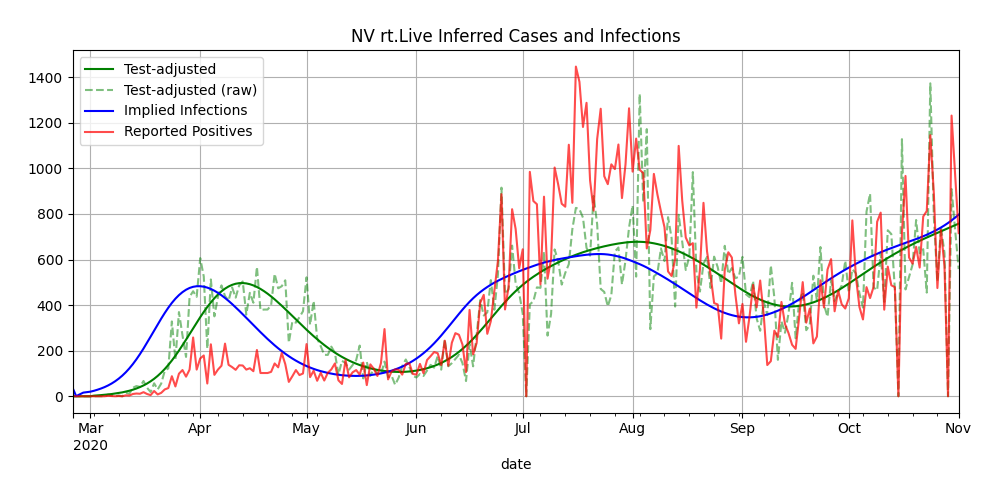 NV rt.Live Inferred Cases and Infections
Test-adjusted
Test-adjusted (raw)
Implied Infections
Reported Positives
1400
1200
1000
800
600
400
200
0
Mar Apr May Jun Jul Aug Sep Oct Nov
2020
date